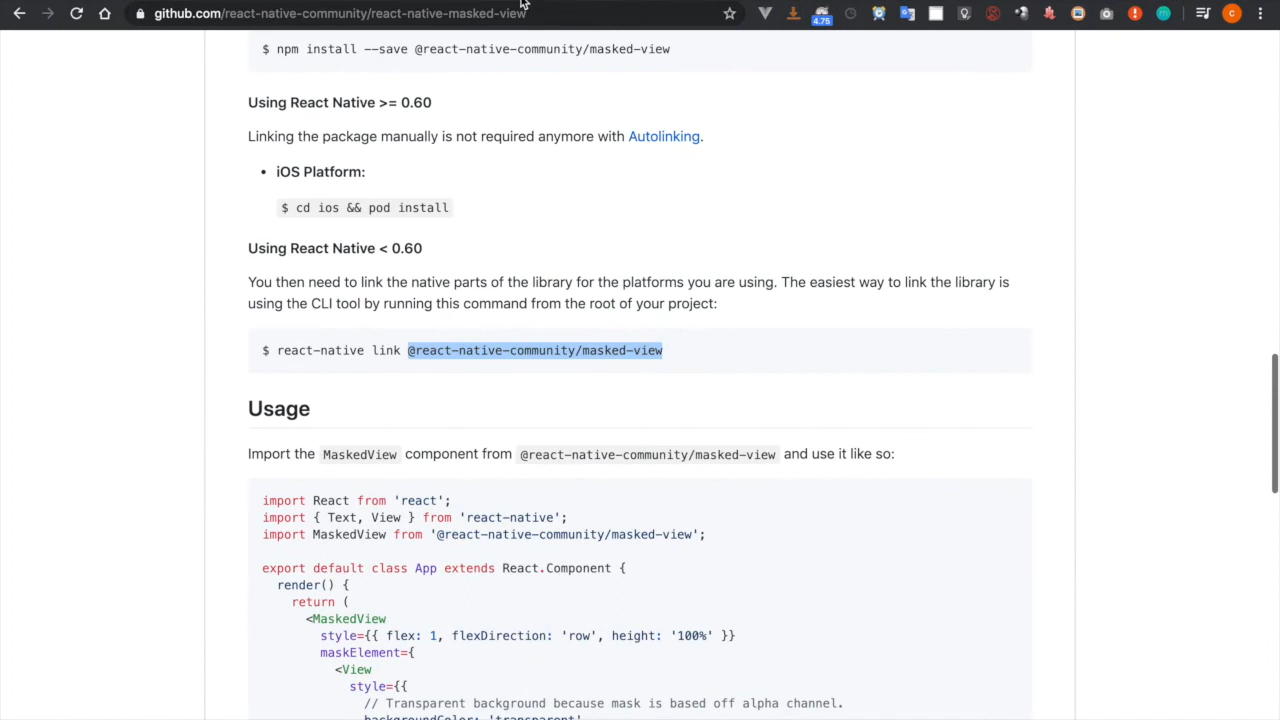 github.com/react-native-community/react-native-masked-view
4.75
C
$ npm install --save @react-native-community/masked-view
Using React Native >= 0.60
Linking the package manually is not required anymore with Autolinking.
• iOS Platform:
$ cd ios && pod install
Using React Native < 0.60
You then need to link the native parts of the library for the platforms you are using. The easiest way to link the library is
using the CLI tool by running this command from the root of your project:
$ react-native link @react-native-community/masked-view
Usage
Import the MaskedView component from @react-native-community/masked-view and use it like so:
import React from 'react';
import { Text, View } from 'react-native';
import MaskedView from '@react-native-community/masked-view';
export default class App extends React.Component {
render() {
return (
<MaskedView
style={{ flex: 1, flexDirection: 'row', height: '100%' }}
maskElement={
<View
style={{
// Transparent background because mask is based off alpha channel.
backgroundColor: 'transparent',